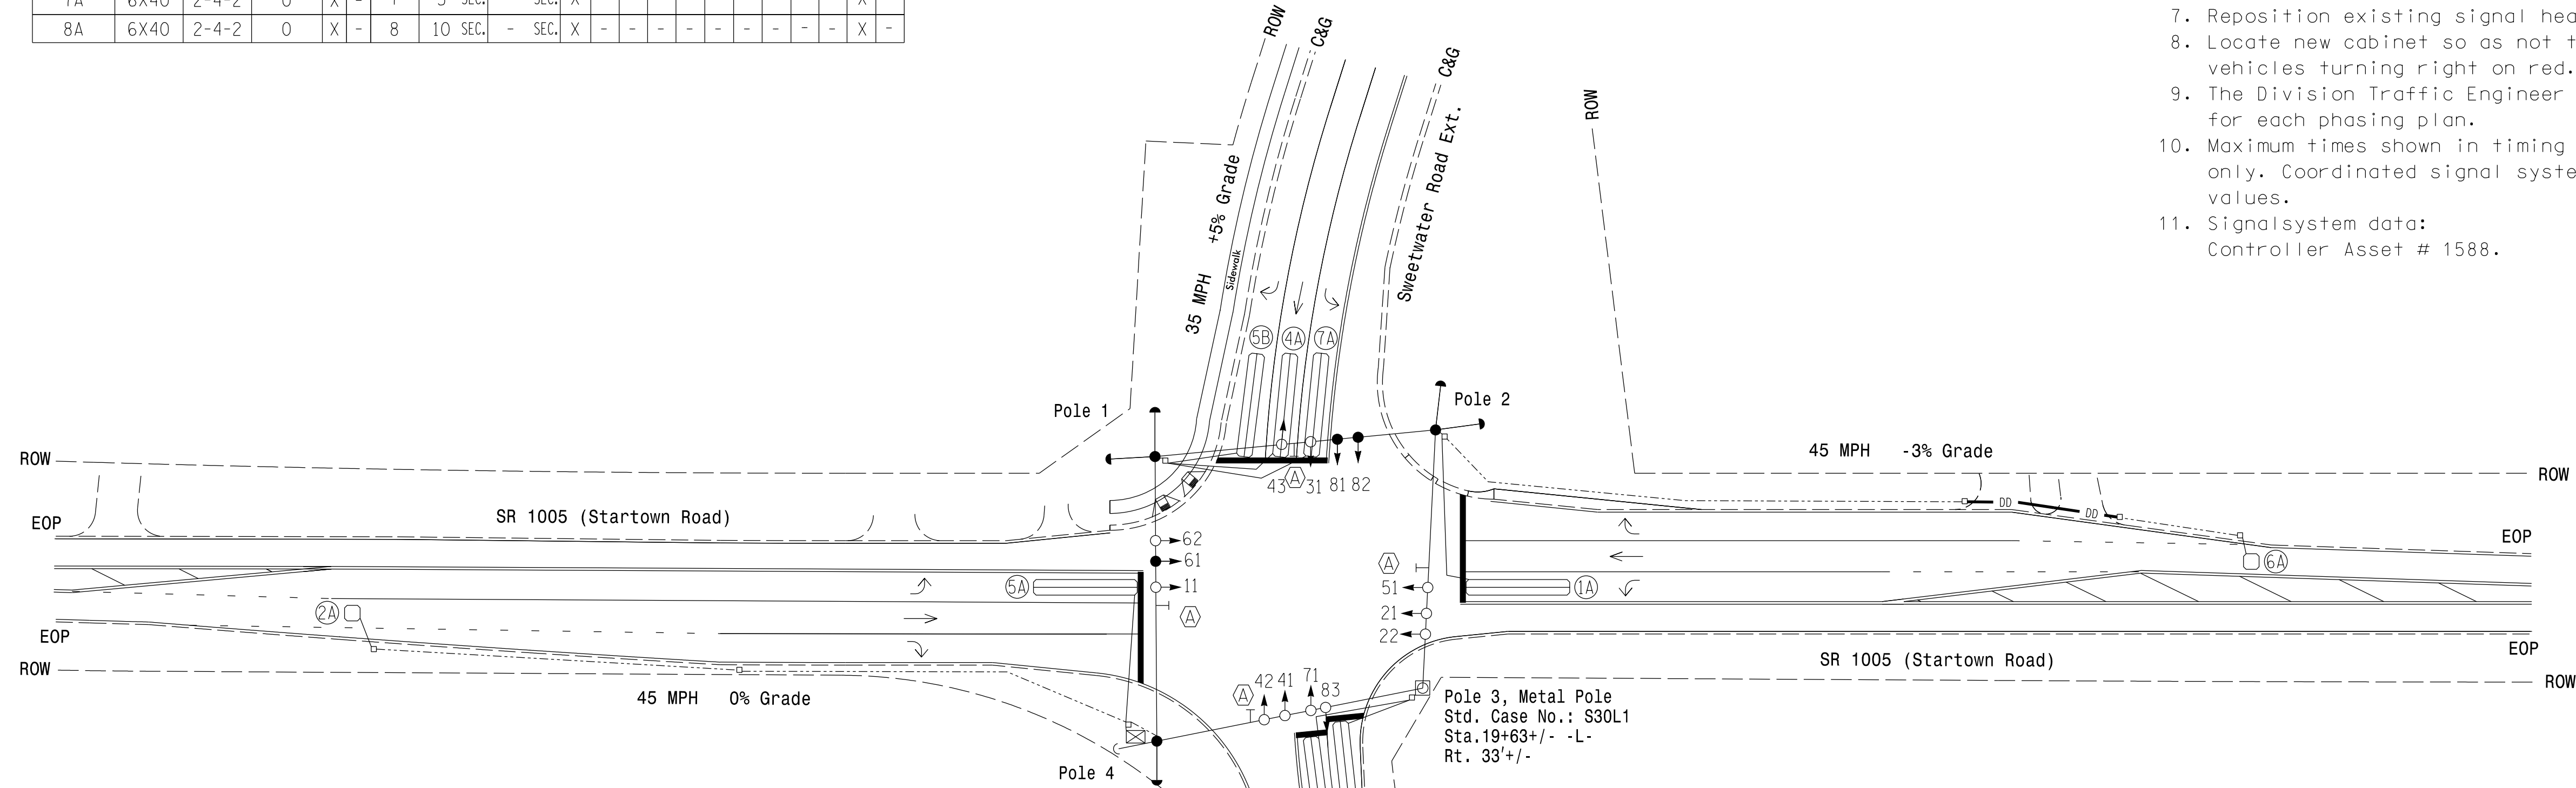 7A 6X40 2-4-2 0 X - SEC. SEC. X X
8A 6X40 2-4-2 0 X - 8 10 SEC. - SEC. X - - - - - - - - - X -
7. Reposition existing signal hea
8. Locate new cabinet so as not t
vehicles turning right on red.
9. The Division Traffic Engineer
for each phasing plan.
10. Maximum times shown in timing
only. Coordinated signal syste
values.
11. Signalsystem data:
Controller Asset # 1588.
ROW
C&G
C&G
ROW
35 MPH +5% Grade
Sidewalk
Sweetwater Road Ext.
5B 4A 7A
Pole 1
Pole 2
43 A 31 81 82
45 MPH -3% Grade
ROW
ROW
EOP
SR 1005 (Startown Road)
DD
DD
EOP
62
61
11
A
5A
2A
A
51
21
22
1A
6A
EOP
ROW
45 MPH 0% Grade
SR 1005 (Startown Road)
EOP
ROW
A 42 41 71 83
Pole 3, Metal Pole
Std. Case No.: S30L1
Sta.19+63+/- -L-
Rt. 33'+/-
Pole 4